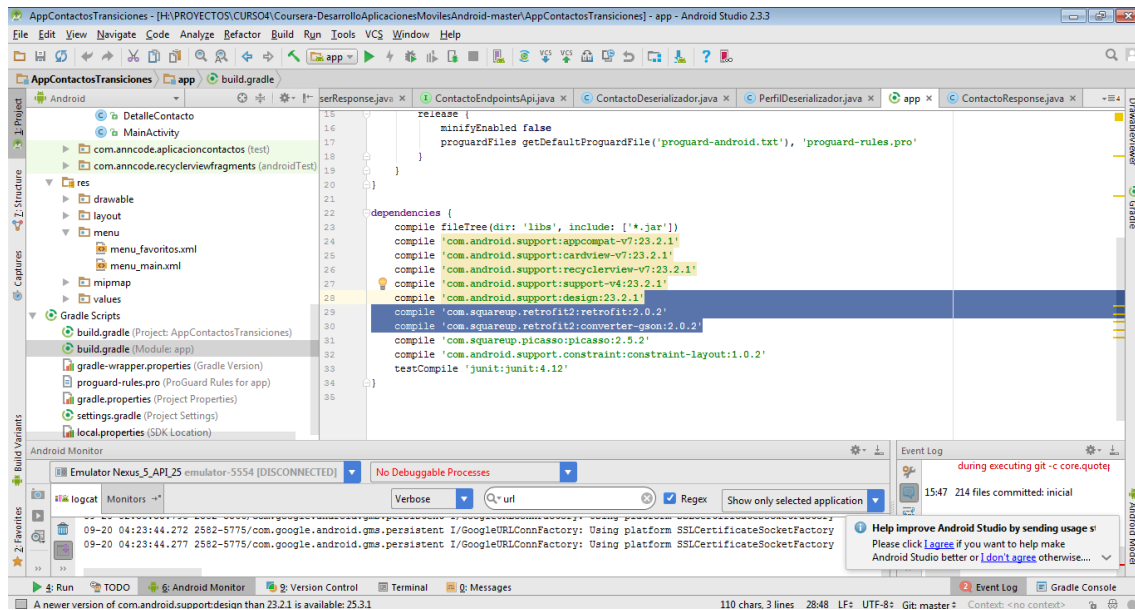 AppContactosTransiciones - [H:\PROYECTOS\CURSO4\Coursera-DesarrolloAplicacionesMovilesAndroid-master\AppContactosTransiciones] - app - Android Studio 2.3.3
File Edit View Navigate Code Analyze Refactor Build Run Tools VCS Window Help
app VCS VCS
AppContactosTransiciones app build.gradle
Android serResponse.java ContactoEndpointsApi.java ContactoDeserializador.java PerfilDeserializador.java app ContactoResponse.java
1: Project
7: Structure
Captures
Build Variants
2: Favorites
DetalleContacto
MainActivity
com.anncode.aplicacioncontactos (test)
com.anncode.recyclerviewfragments (androidTest)
res
drawable
layout
menu
menu_favoritos.xml
menu_main.xml
mipmap
values
Gradle Scripts
build.gradle (Project: AppContactosTransiciones)
build.gradle (Module: app)
gradle-wrapper.properties (Gradle Version)
proguard-rules.pro (ProGuard Rules for app)
gradle.properties (Project Properties)
settings.gradle (Project Settings)
local.properties (SDK Location)
15 release {
16 minifyEnabled false
17 proguardFiles getDefaultProguardFile('proguard-android.txt'), 'proguard-rules.pro'
18 }
19 }
20 }
21
22 dependencies {
23 compile fileTree(dir: 'libs', include: ['*.jar'])
24 compile 'com.android.support:appcompat-v7:23.2.1'
25 compile 'com.android.support:cardview-v7:23.2.1'
26 compile 'com.android.support:recyclerview-v7:23.2.1'
27 compile 'com.android.support:support-v4:23.2.1'
28 compile 'com.android.support:design:23.2.1'
29 compile 'com.squareup.retrofit2:retrofit:2.0.2'
30 compile 'com.squareup.retrofit2:converter-gson:2.0.2'
31 compile 'com.squareup.picasso:picasso:2.5.2'
32 compile 'com.android.support.constraint:constraint-layout:1.0.2'
33 testCompile 'junit:junit:4.12'
34 }
35
Drawableviewer
Gradle
Android Model
Android Monitor
Emulator Nexus_5_API_25 emulator-5554 [DISCONNECTED] No Debuggable Processes
logcat Monitors Verbose url Regex Show only selected application
09-20 04:23:44.272 2582-5775/com.google.android.gms.persistent I/GoogleURLConnFactory: Using platform SSLCertificateSocketFactory
09-20 04:23:44.277 2582-5775/com.google.android.gms.persistent I/GoogleURLConnFactory: Using platform SSLCertificateSocketFactory
Event Log
during executing git -c core.quotep
15:47 214 files committed: inicial
Help improve Android Studio by sending usage st
Please click I agree if you want to help make
Android Studio better or I don't agree otherwise....
4: Run TODO 6: Android Monitor 9: Version Control Terminal 0: Messages 2 Event Log Gradle Console
A newer version of com.android.support:design than 23.2.1 is available: 25.3.1 110 chars, 3 lines 28:48 LF÷ UTF-8÷ Git: master÷ Context: <no context>